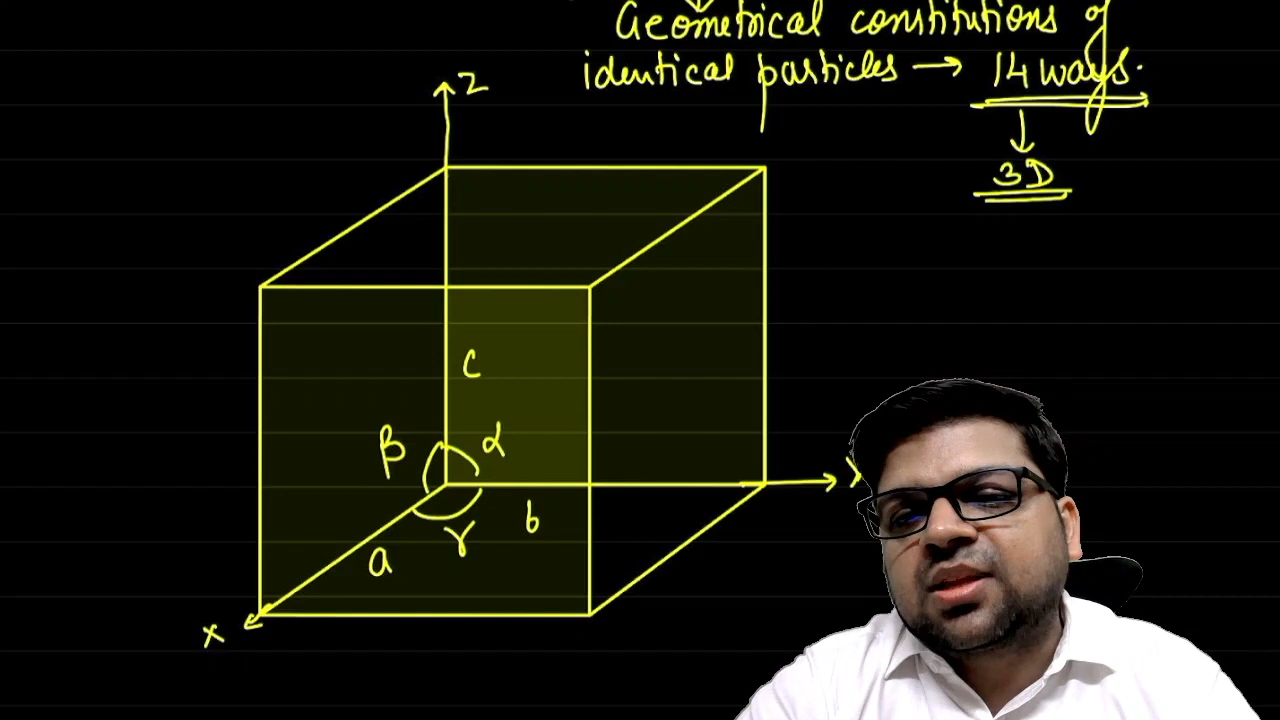 Geometrical constitutions of
identical particles → 14 ways.
3D
Z
c
β α
b
γ
a
x